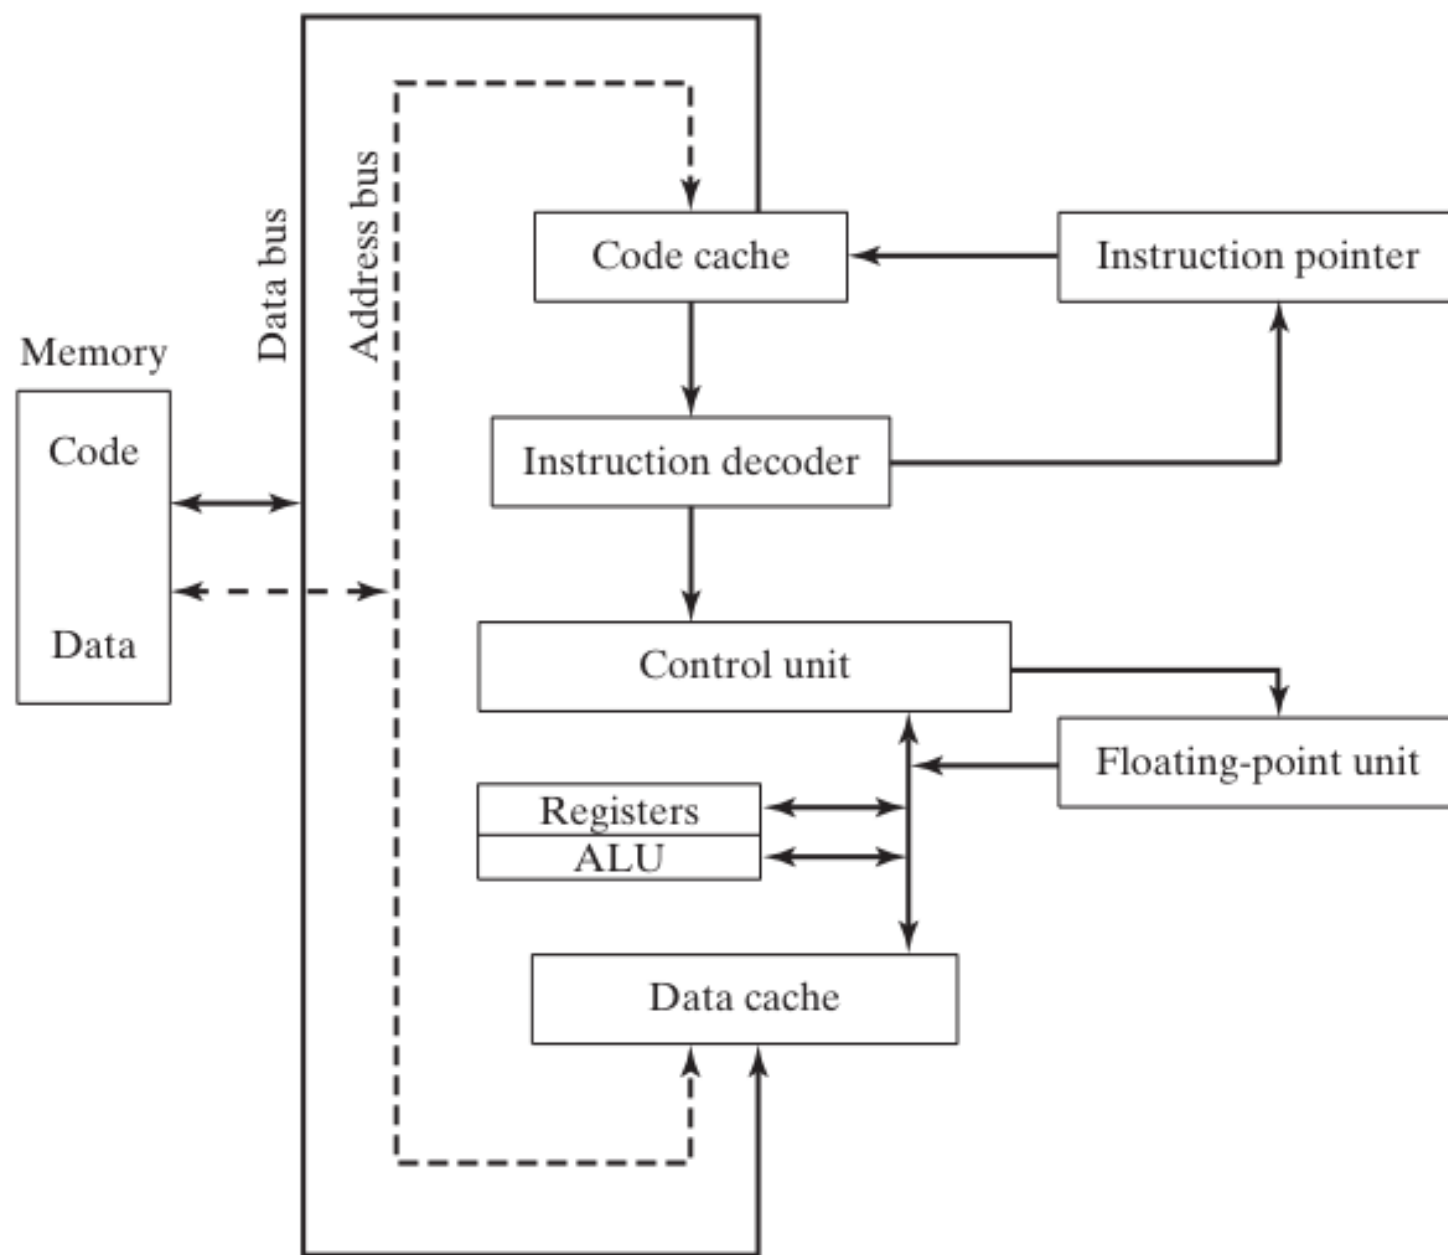 Data bus
Address bus
Code cache
Instruction pointer
Memory
Code
Data
Instruction decoder
Control unit
Floating-point unit
Registers
ALU
Data cache